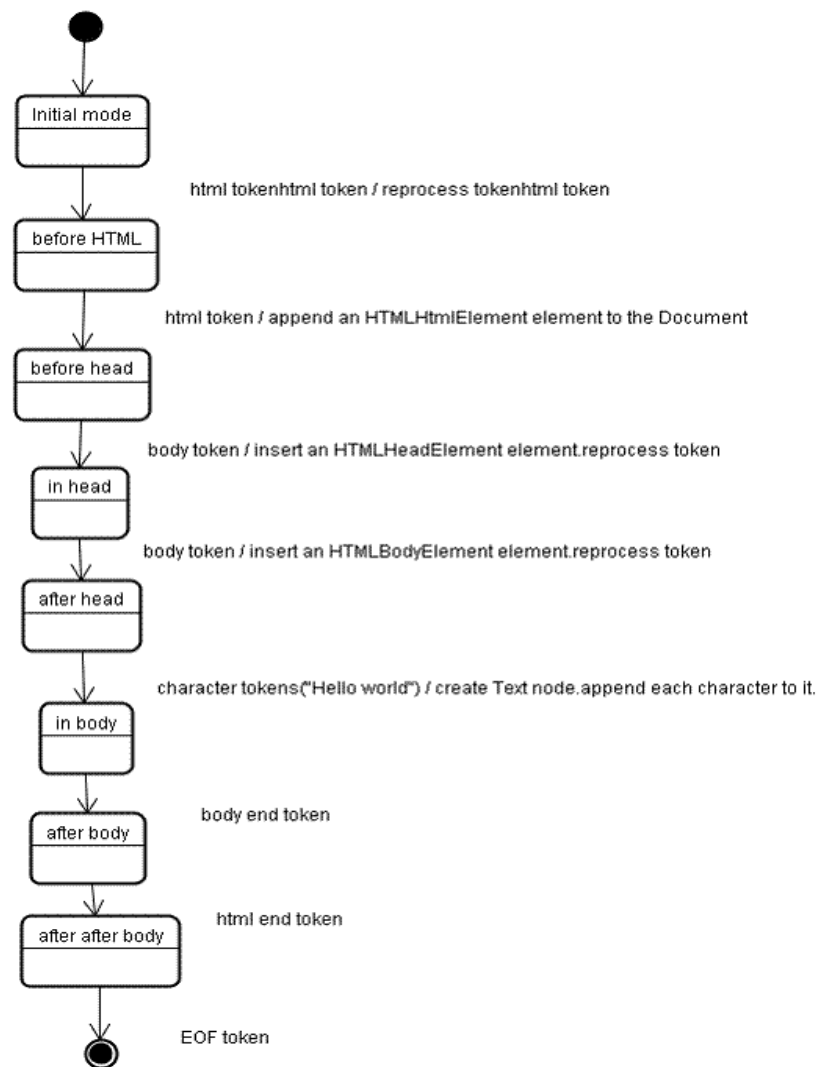 Initial mode
html tokenhtml token / reprocess tokenhtml token
before HTML
html token / append an HTMLHtmlElement element to the Document
before head
body token / insert an HTMLHeadElement element.reprocess token
in head
body token / insert an HTMLBodyElement element.reprocess token
after head
character tokens("Hello world") / create Text node.append each character to it.
in body
body end token
after body
html end token
after after body
EOF token